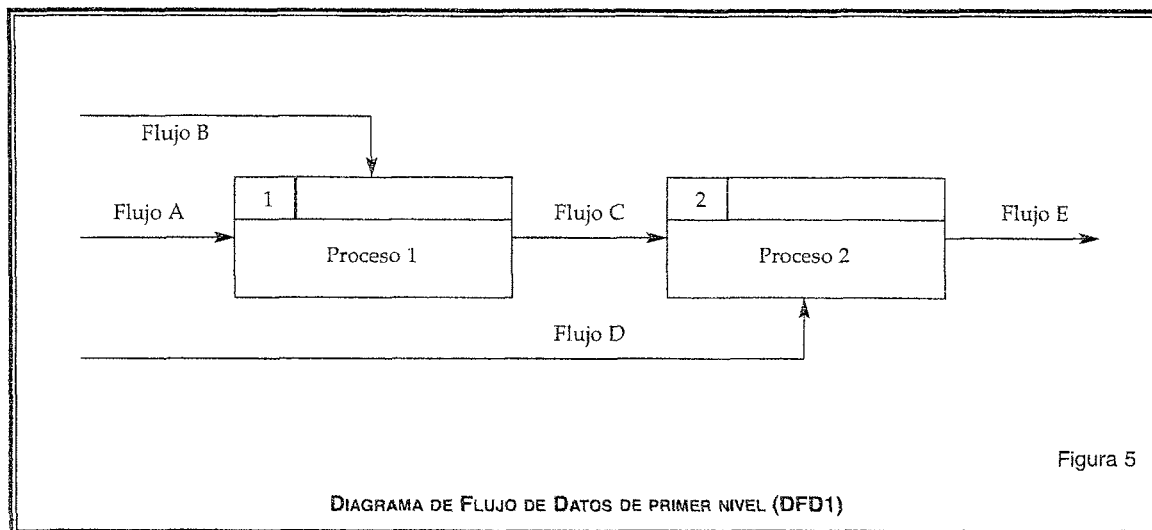 Flujo B
Flujo A
1
Flujo C
2
Flujo E
Proceso 1
Proceso 2
Flujo D
Figura 5
DIAGRAMA DE FLUJO DE DATOS DE PRIMER NIVEL (DFD1)